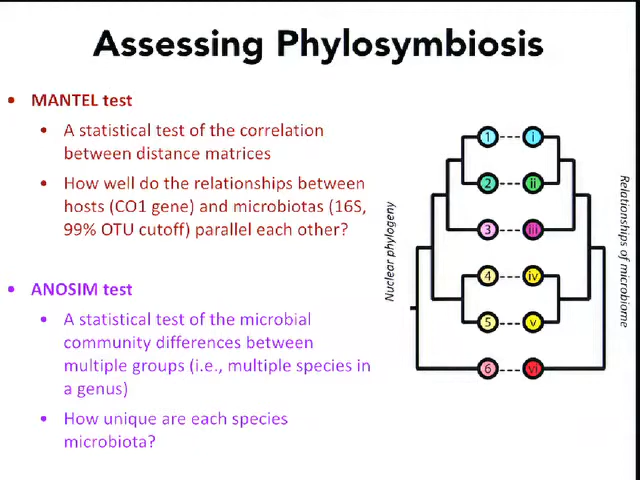 Assessing Phylosymbiosis
• MANTEL test
• A statistical test of the correlation
between distance matrices
• How well do the relationships between
hosts (CO1 gene) and microbiotas (16S,
99% OTU cutoff) parallel each other?
• ANOSIM test
• A statistical test of the microbial
community differences between
multiple groups (i.e., multiple species in
a genus)
• How unique are each species
microbiota?
Nuclear phylogeny
1 i
2 ii
3 iii
4 iv
5 v
6 vi
Relationships of microbiome